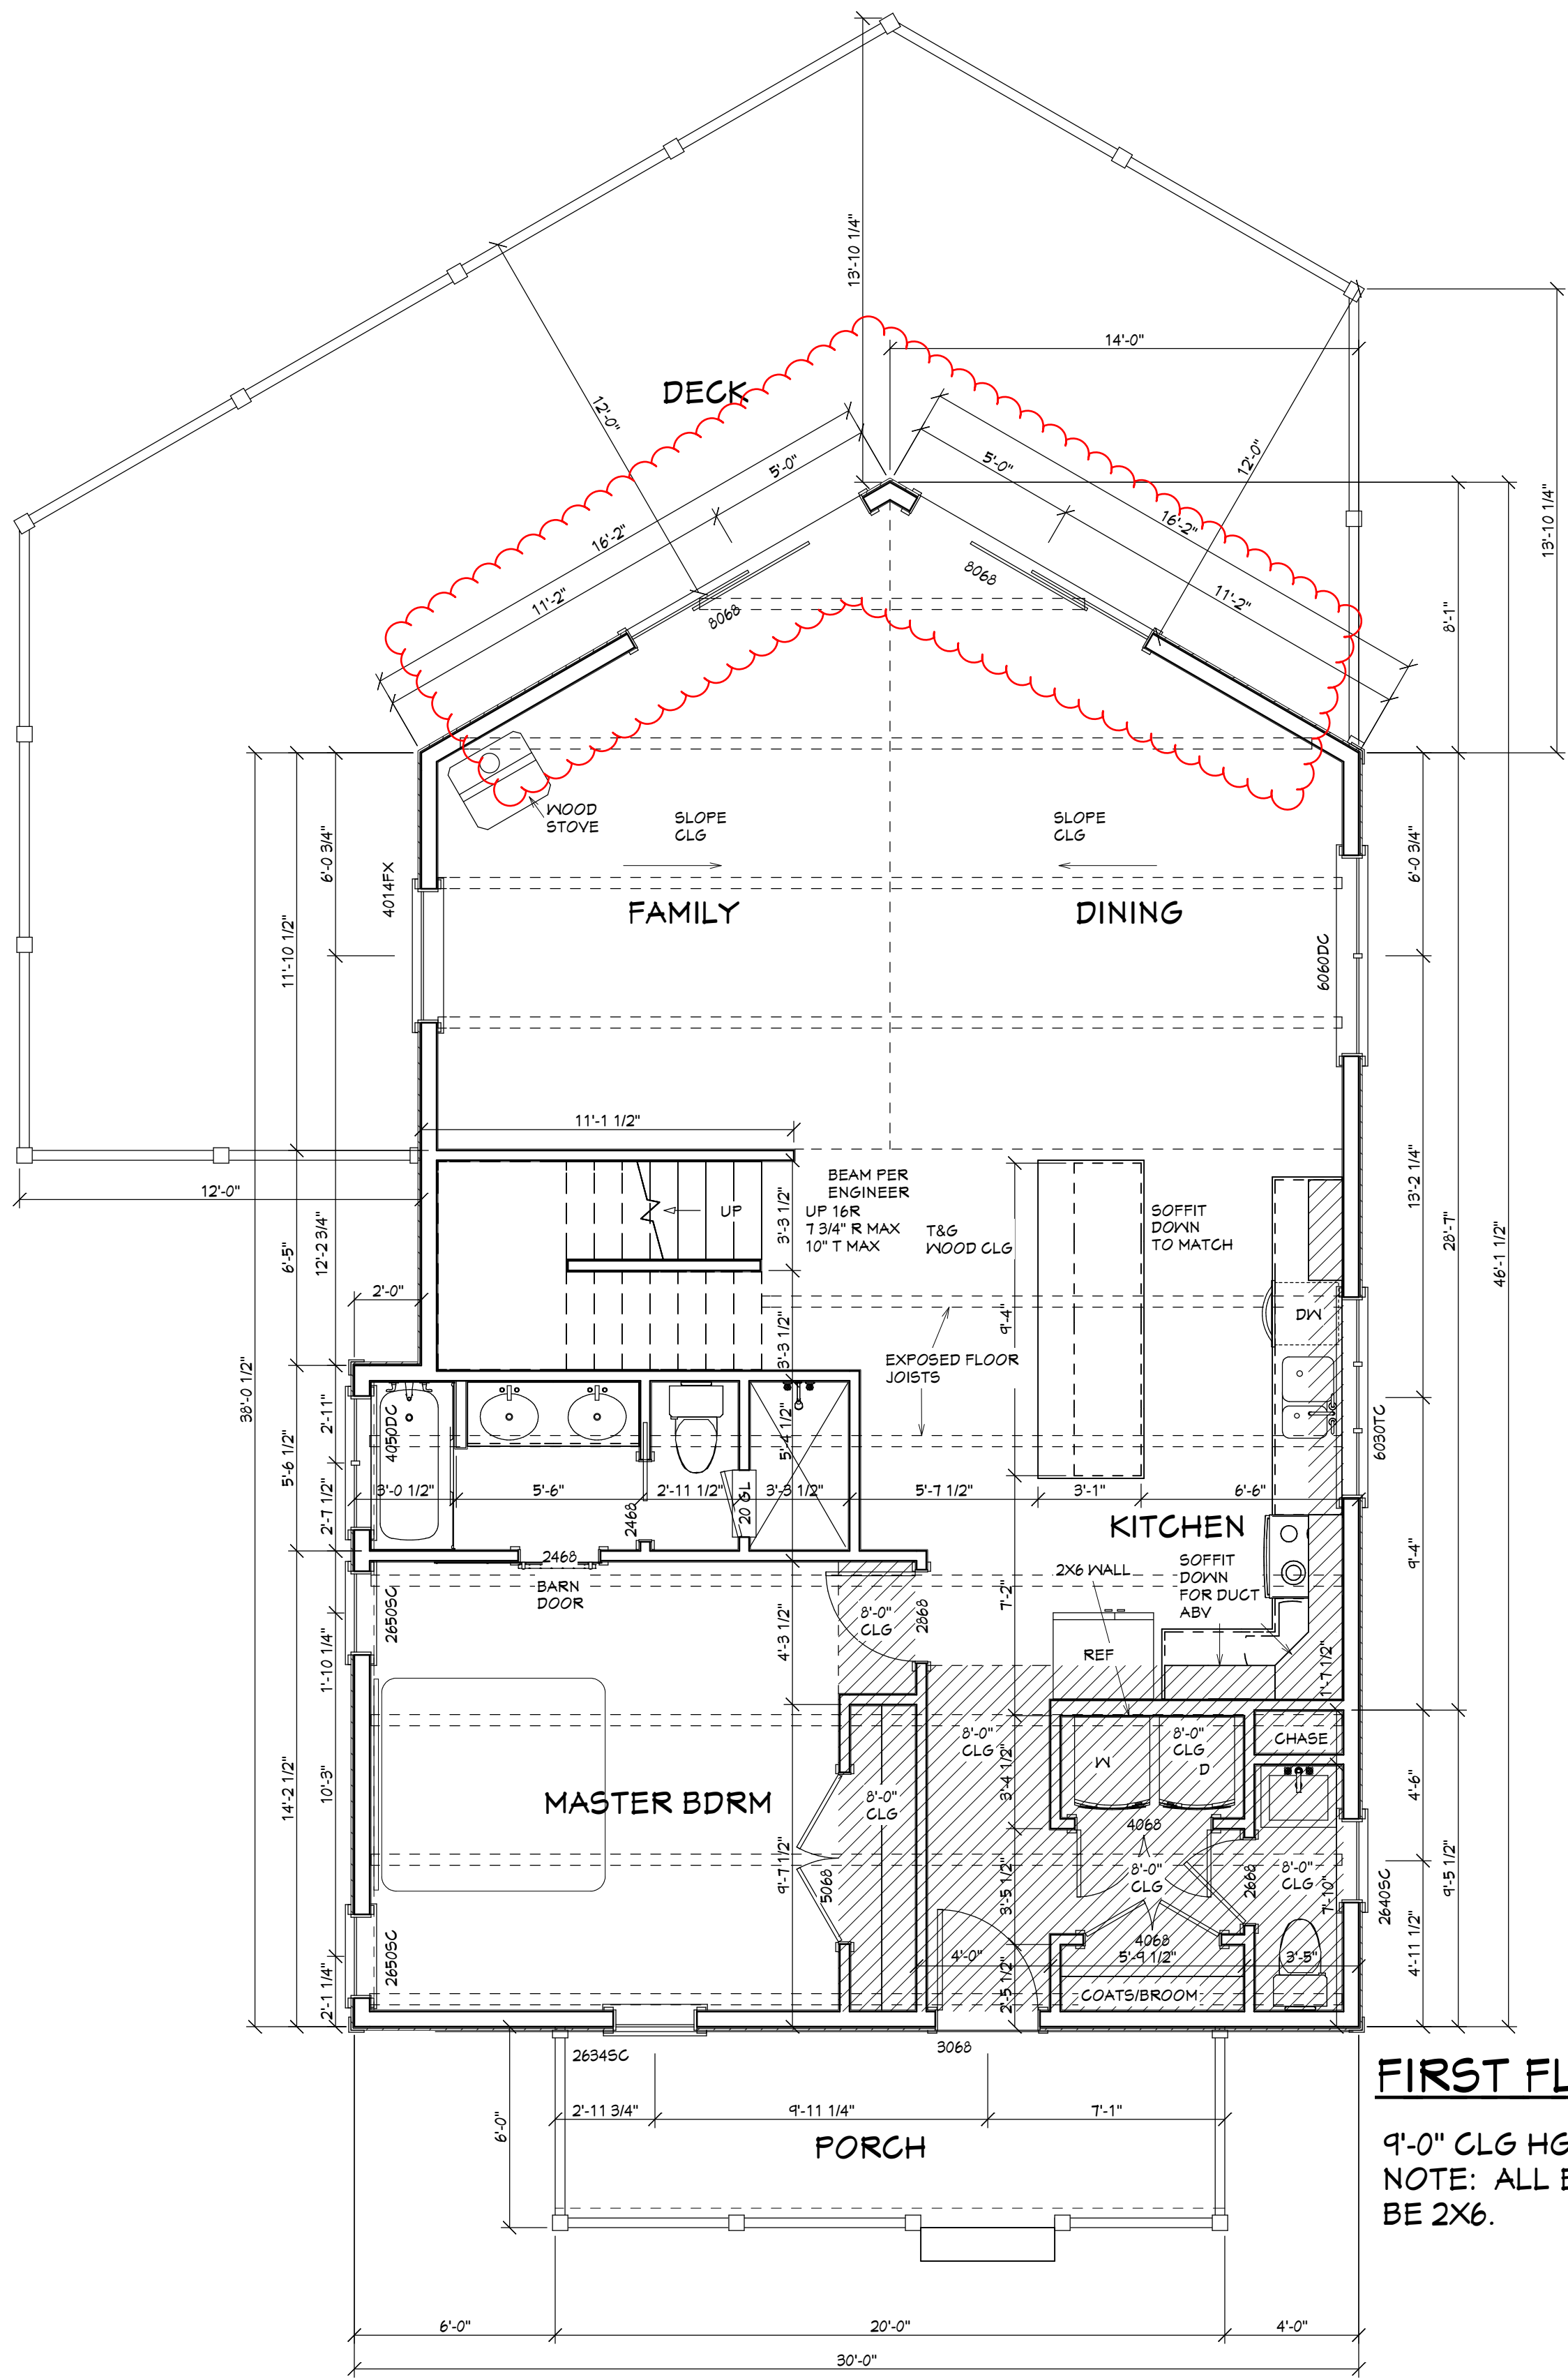 13'-10 1/4"
14'-0"
DECK
12'-0"
5'-0"
5'-0"
12'-0"
16'-2"
16'-2"
13'-10 1/4"
11'-2"
11'-2"
8068
8068
8'-1"
WOOD
STOVE
SLOPE
CLG
SLOPE
CLG
6'-0 3/4"
6'-0 3/4"
4014FX
FAMILY
DINING
11'-10 1/2"
6060DC
11'-1 1/2"
12'-0"
BEAM PER
ENGINEER
UP
UP 16R
7 3/4" R MAX
10" T MAX
3'-3 1/2"
T&G
WOOD CLG
SOFFIT
DOWN
TO MATCH
13'-2 1/4"
28'-7"
46'-1 1/2"
6'-5"
12'-2 3/4"
2'-0"
DW
9'-4"
3'-3 1/2"
EXPOSED FLOOR
JOISTS
38'-0 1/2"
2'-11"
4050DC
5'-4 1/2"
6030TC
5'-6 1/2"
2'-7 1/2"
3'-0 1/2"
5'-6"
2'-11 1/2"
3'-3 1/2"
5'-7 1/2"
3'-1"
6'-6"
2468
20 GL
KITCHEN
2468
BARN
DOOR
2X6 WALL
SOFFIT
DOWN
FOR DUCT
ABV
9'-4"
2650SC
8'-0"
CLG
2868
7'-2"
4'-3 1/2"
REF
1'-7 1/2"
1'-10 1/4"
8'-0"
CLG
8'-0"
CLG
CHASE
W
D
3'-4 1/2"
4'-6"
14'-2 1/2"
10'-3"
MASTER BDRM
8'-0"
CLG
4068
9'-7 1/2"
5068
8'-0"
CLG
2668
8'-0"
CLG
7'-10"
2640SC
9'-5 1/2"
3'-5 1/2"
4068
4'-0"
5'-9 1/2"
3'-5"
4'-11 1/2"
2650SC
2'-1 1/4"
2'-5 1/2"
COATS/BROOM
2634SC
3068
FIRST FL
2'-11 3/4"
9'-11 1/4"
7'-1"
6'-0"
PORCH
9'-0" CLG HG
NOTE: ALL E
BE 2X6.
6'-0"
20'-0"
4'-0"
30'-0"